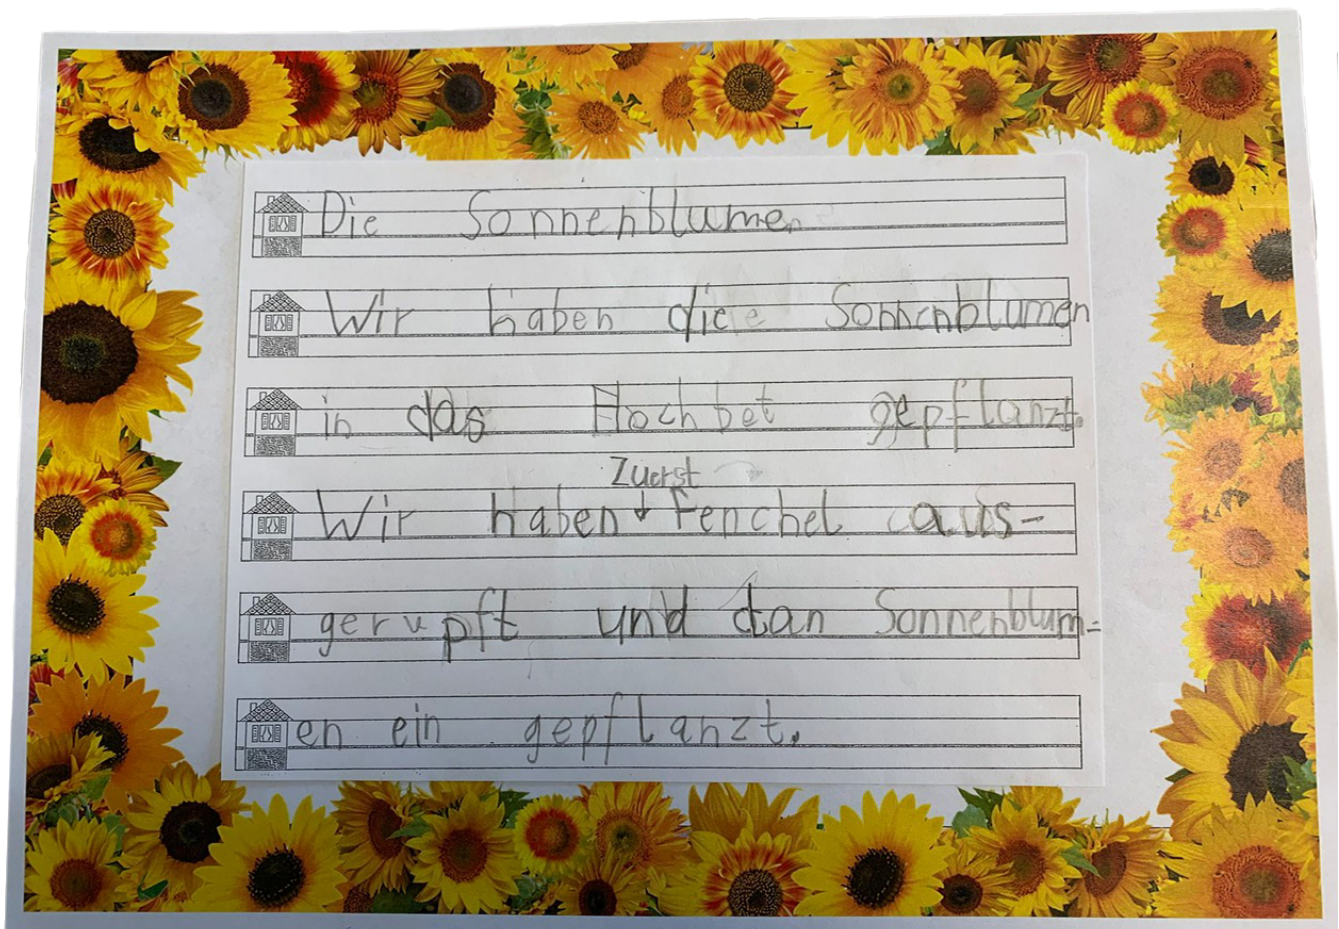 Die Sonnenblumen
Wir haben die Sonnenblumen
in das Hochbet gepflanzt.
Zuerst
Wir haben Fenchel aus-
gerupft und dan Sonnenblum-
en ein gepflanzt.